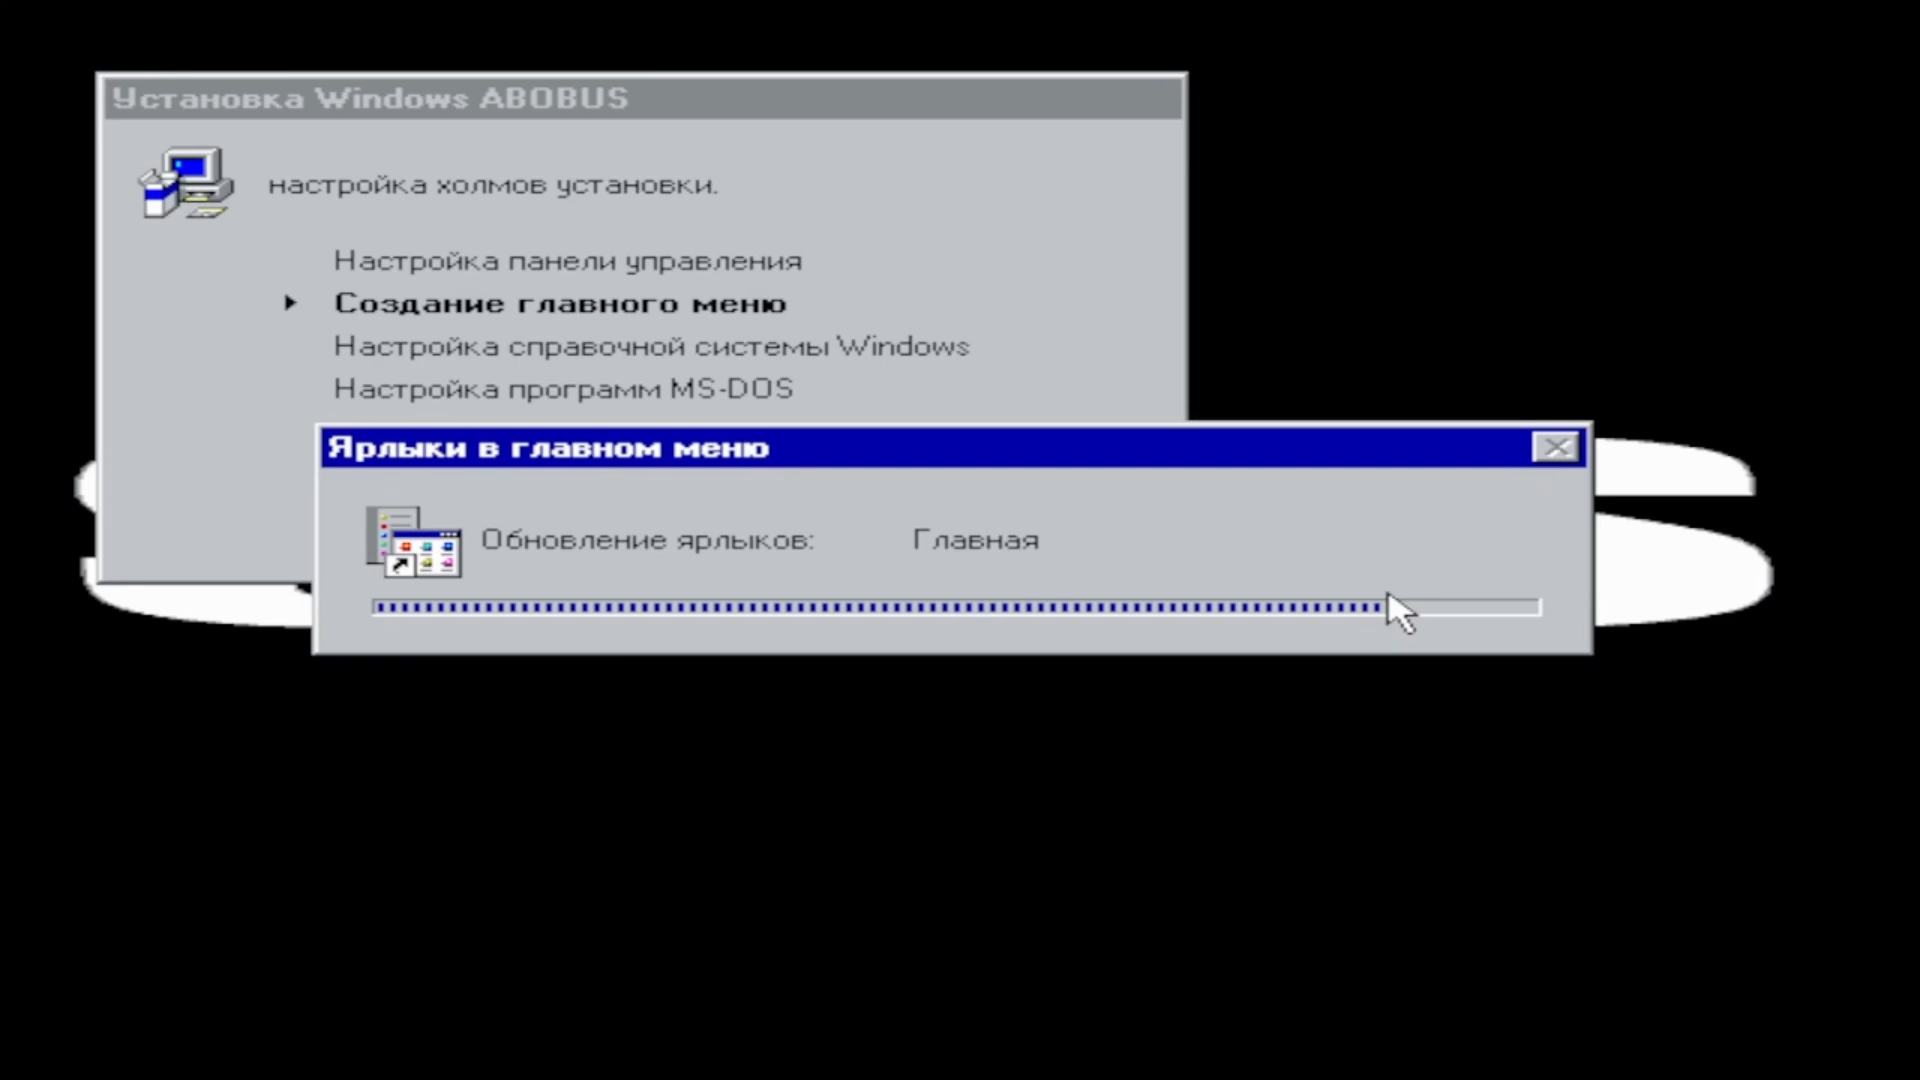 Установка Windows ABOBUS
настройка холмов установки.
Настройка панели управления
Создание главного меню
Настройка справочной системы Windows
Настройка программ MS-DOS
Ярлыки в главном меню
Обновление ярлыков: Главная